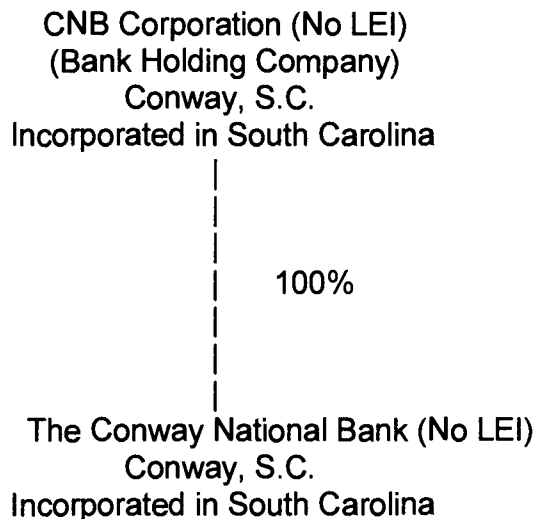 CNB Corporation (No LEI)
(Bank Holding Company)
Conway, S.C.
Incorporated in South Carolina
100%
The Conway National Bank (No LEI)
Conway, S.C.
Incorporated in South Carolina